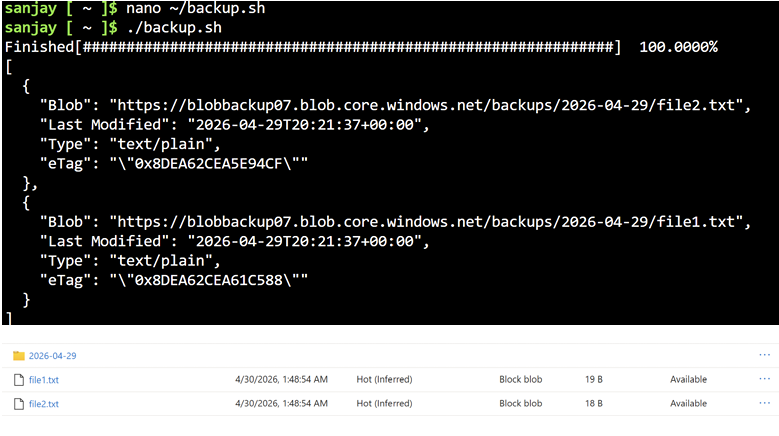 sanjay [ ~ ]$ nano ~/backup.sh
sanjay [ ~ ]$ ./backup.sh
Finished[#############################################################]  100.0000%
[
  {
    "Blob": "https://blobbackup07.blob.core.windows.net/backups/2026-04-29/file2.txt",
    "Last Modified": "2026-04-29T20:21:37+00:00",
    "Type": "text/plain",
    "eTag": "\"0x8DEA62CEA5E94CF\""
  },
  {
    "Blob": "https://blobbackup07.blob.core.windows.net/backups/2026-04-29/file1.txt",
    "Last Modified": "2026-04-29T20:21:37+00:00",
    "Type": "text/plain",
    "eTag": "\"0x8DEA62CEA61C588\""
  }
]
2026-04-29 ...
file1.txt 4/30/2026, 1:48:54 AM Hot (Inferred) Block blob 19 B Available ...
file2.txt 4/30/2026, 1:48:54 AM Hot (Inferred) Block blob 18 B Available ...